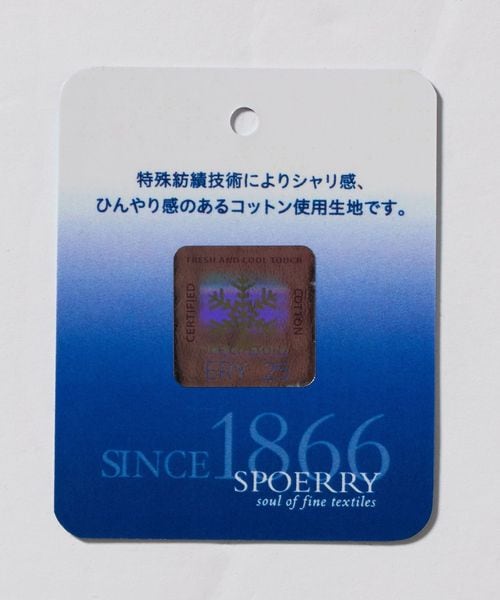 特殊紡績技術によりシャリ感、
ひんやり感のあるコットン使用生地です。
FRESH AND COOL TOUCH
CERTIFIED
COTTON
SINCE 1866
SPOERRY
soul of fine textiles